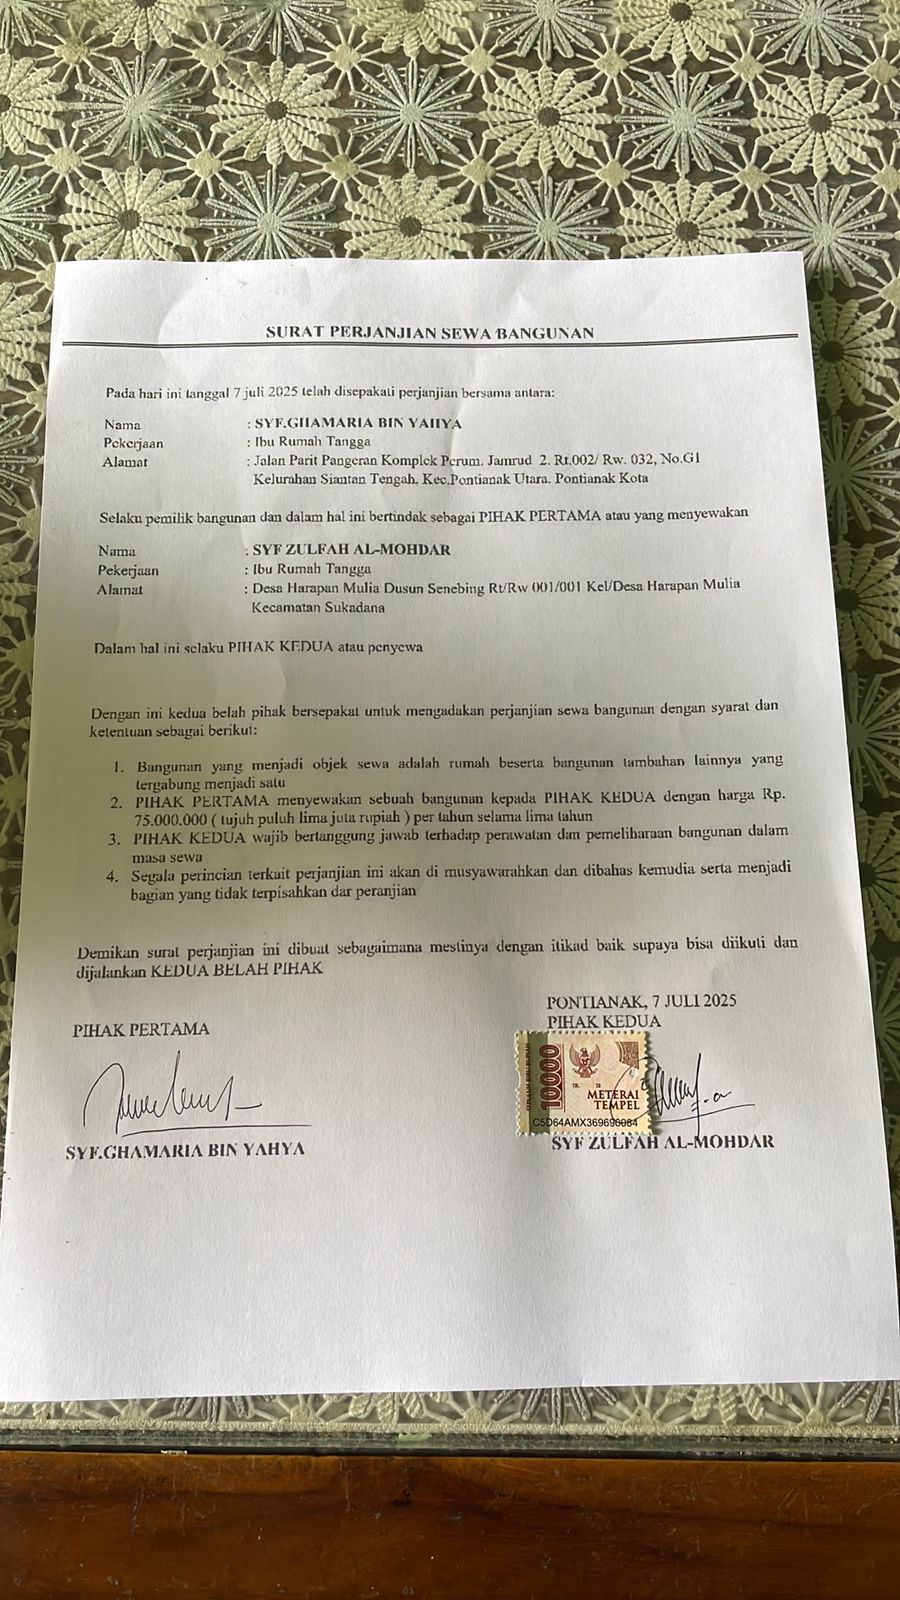 SURAT PERJANJIAN SEWA BANGUNAN
Pada hari ini tanggal 7 juli 2025 telah disepakati perjanjian bersama antara:
Nama : SYF.GHAMARIA BIN YAHYA
Pekerjaan : Ibu Rumah Tangga
Alamat : Jalan Parit Pangeran Komplek Perum. Jamrud 2. Rt.002/ Rw. 032, No.G1
Kelurahan Siantan Tengah, Kec.Pontianak Utara. Pontianak Kota
Selaku pemilik bangunan dan dalam hal ini bertindak sebagai PIHAK PERTAMA atau yang menyewakan
Nama : SYF ZULFAH AL-MOHDAR
Pekerjaan : Ibu Rumah Tangga
Alamat : Desa Harapan Mulia Dusun Senebing Rt/Rw 001/001 Kel/Desa Harapan Mulia
Kecamatan Sukadana
Dalam hal ini selaku PIHAK KEDUA atau penyewa
Dengan ini kedua belah pihak bersepakat untuk mengadakan perjanjian sewa bangunan dengan syarat dan
ketentuan sebagai berikut:
1. Bangunan yang menjadi objek sewa adalah rumah beserta bangunan tambahan lainnya yang
tergabung menjadi satu
2. PIHAK PERTAMA menyewakan sebuah bangunan kepada PIHAK KEDUA dengan harga Rp.
75.000.000 ( tujuh puluh lima juta rupiah ) per tahun selama lima tahun
3. PIHAK KEDUA wajib bertanggung jawab terhadap perawatan dan pemeliharaan bangunan dalam
masa sewa
4. Segala perincian terkait perjanjian ini akan di musyawarahkan dan dibahas kemudia serta menjadi
bagian yang tidak terpisahkan dar peranjian
Demikan surat perjanjian ini dibuat sebagaimana mestinya dengan itikad baik supaya bisa diikuti dan
dijalankan KEDUA BELAH PIHAK
PONTIANAK, 7 JULI 2025
PIHAK PERTAMA
PIHAK KEDUA
10000
METERAI
TEMPEL
C5D64AMX369690084
SYF.GHAMARIA BIN YAHYA
SYF ZULFAH AL-MOHDAR